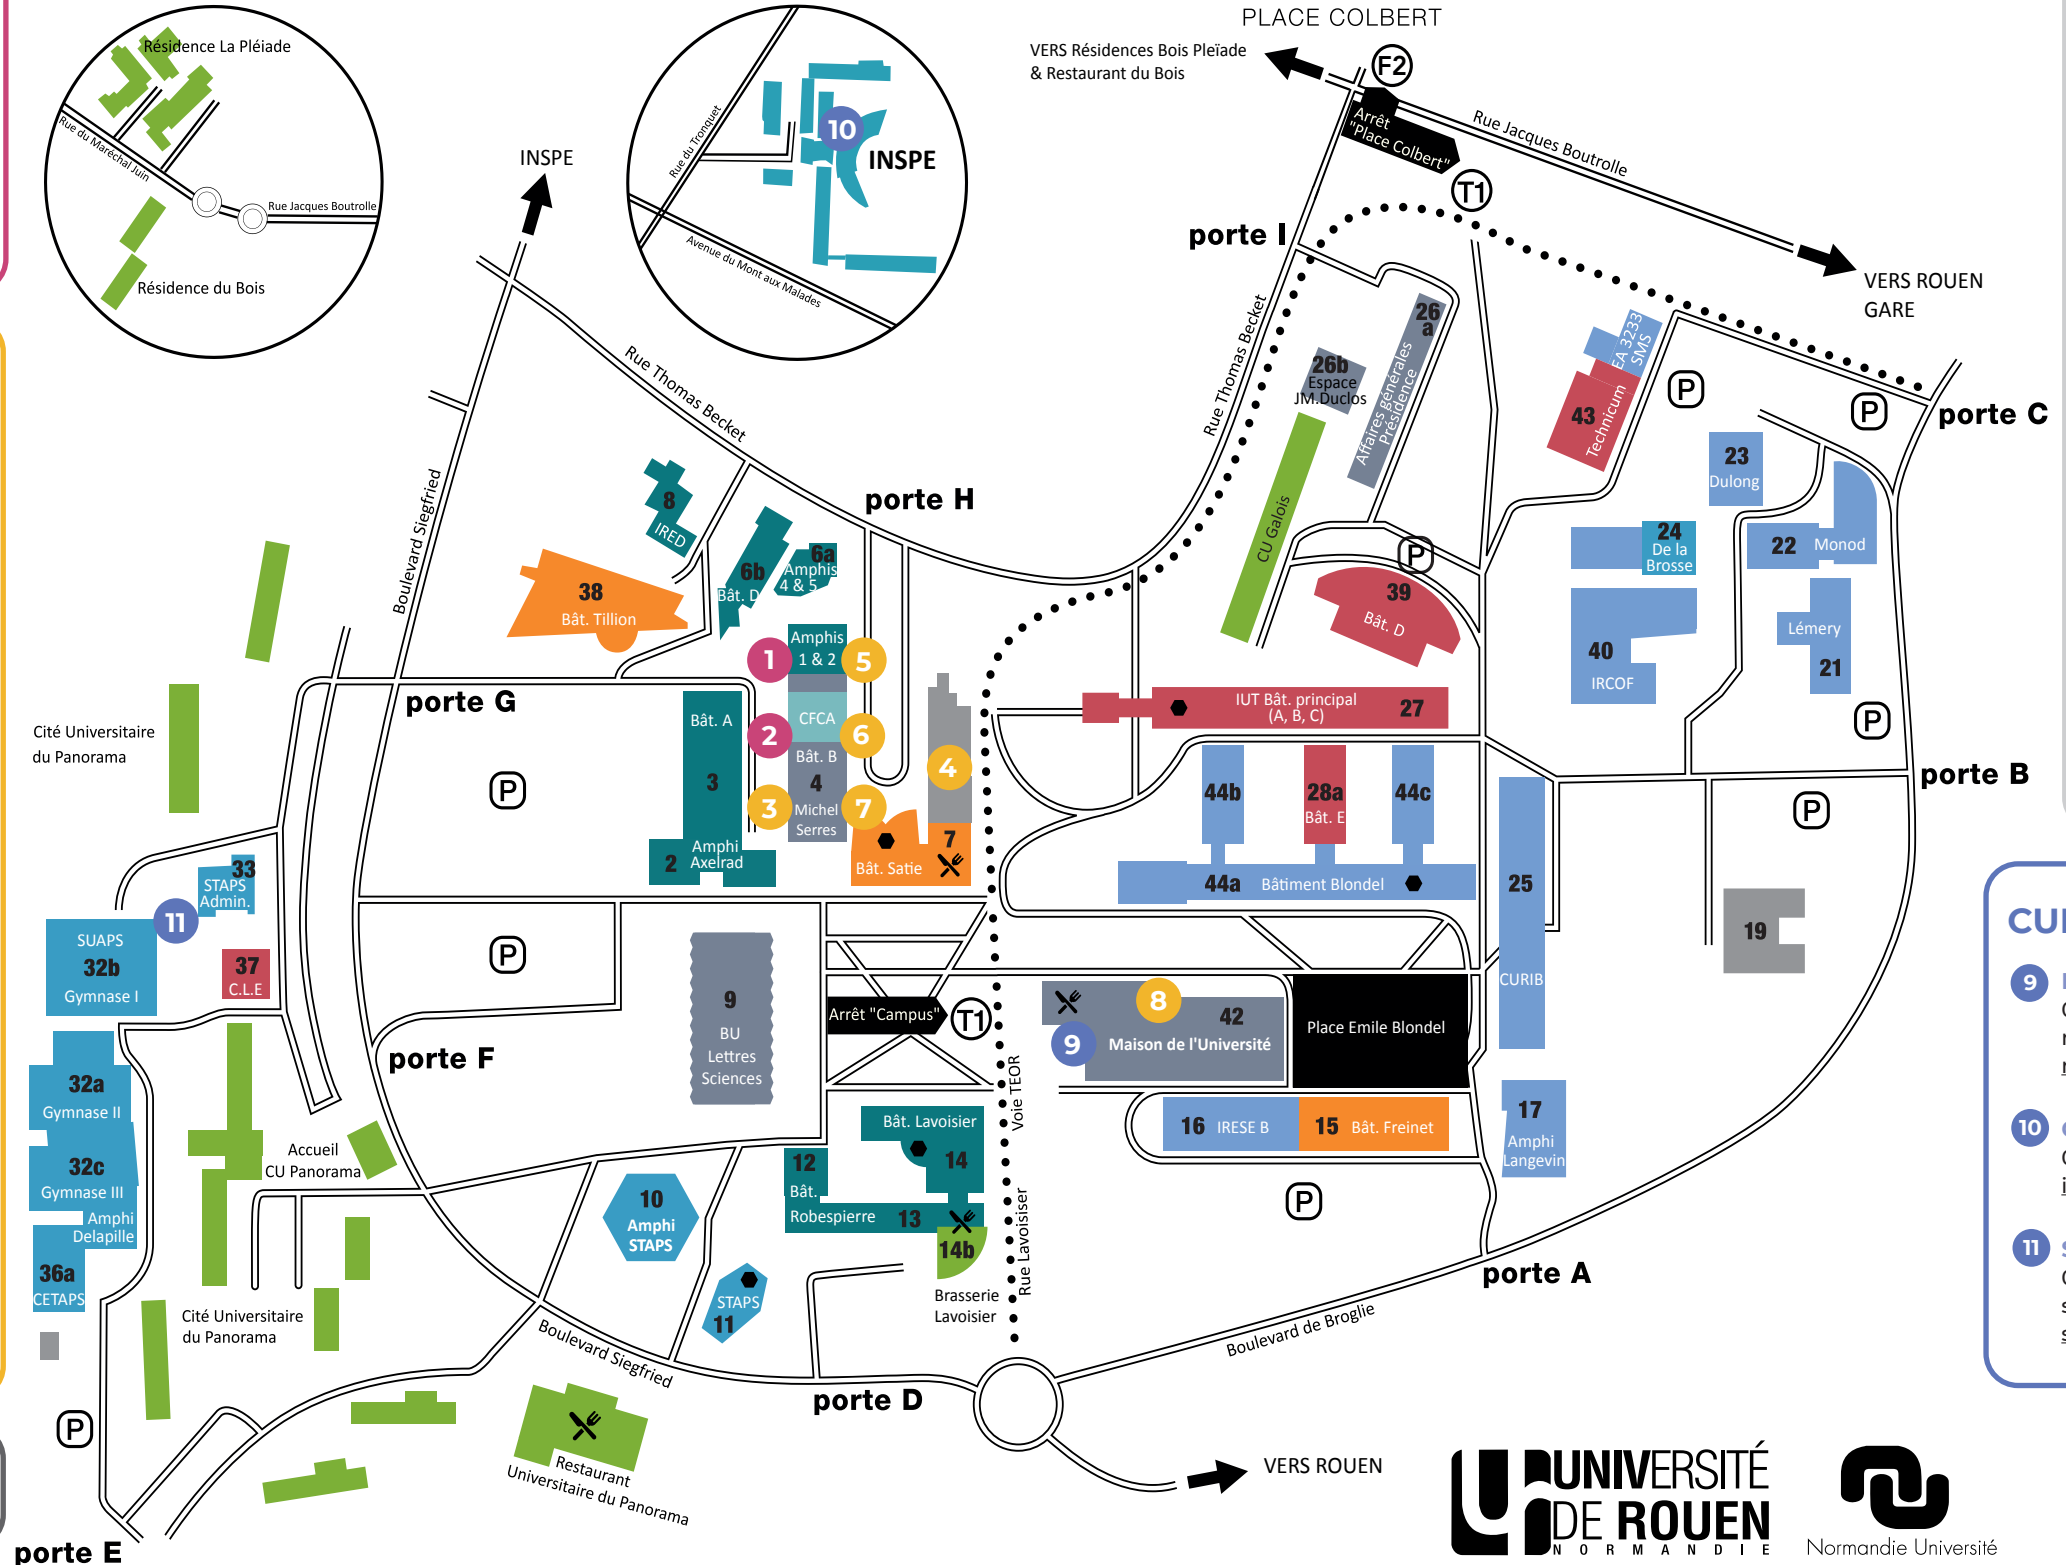 PLACE COLBERT
VERS Résidences Bois Pleïade
& Restaurant du Bois
F2
Arrêt
"Place Colbert"
T1
Rue Jacques Boutrolle
VERS ROUEN
GARE
Résidence La Pléiade
Rue du Maréchal Juin
Rue Jacques Boutrolle
Résidence du Bois
INSPE
Rue du Tronquet
10
INSPE
Avenue du Mont aux Malades
porte I
Rue Thomas Becket
Rue Thomas Becket
26
a
Affaires générales
Présidence
26b
Espace
JM.Duclos
CU Galois
EA 3233
SMS
43
Technicum
P
P
porte C
23
Dulong
24
De la
Brosse
22
Monod
Lémery
21
40
IRCOF
P
porte B
P
19
Boulevard Siegfried
8
IRED
porte H
6b
Bât. D
6a
Amphis
4 & 5
38
Bât. Tillion
porte G
Amphis
1 & 2
1
5
CFCA
2
6
Bât. B
4
Michel
Serres
3
7
Bât. A
3
2
Amphi
Axelrad
4
7
Bât. Satie
P
P
39
Bât. D
IUT Bât. principal
(A, B, C)
27
44b
28a
Bât. E
44c
44a
Bâtiment Blondel
25
CURIB
Cité Universitaire
du Panorama
P
33
STAPS
Admin.
11
SUAPS
32b
Gymnase I
37
C.L.E
32a
Gymnase II
32c
Gymnase III
Amphi
Delapille
36a
CETAPS
porte F
9
BU
Lettres
Sciences
Arrêt "Campus"
T1
Voie TEOR
Rue Lavoisiser
8
42
9
Maison de l'Université
Place Emile Blondel
16
IRESE B
15
Bât. Freinet
17
Amphi
Langevin
P
porte A
Boulevard de Broglie
Accueil
CU Panorama
Cité Universitaire
du Panorama
10
Amphi
STAPS
STAPS
11
12
Bât.
Robespierre
13
Bât. Lavoisier
14
14b
Brasserie
Lavoisier
Boulevard Siegfried
porte D
Restaurant
Universitaire du Panorama
P
porte E
VERS ROUEN
9
10
11
UNIVERSITÉ
DE ROUEN
NORMANDIE
Normandie Université